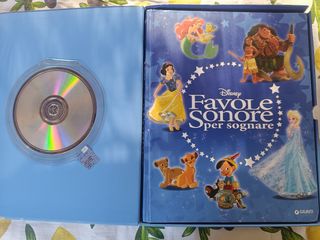 Disney
Favole
Sonore
per sognare
GIUNTI